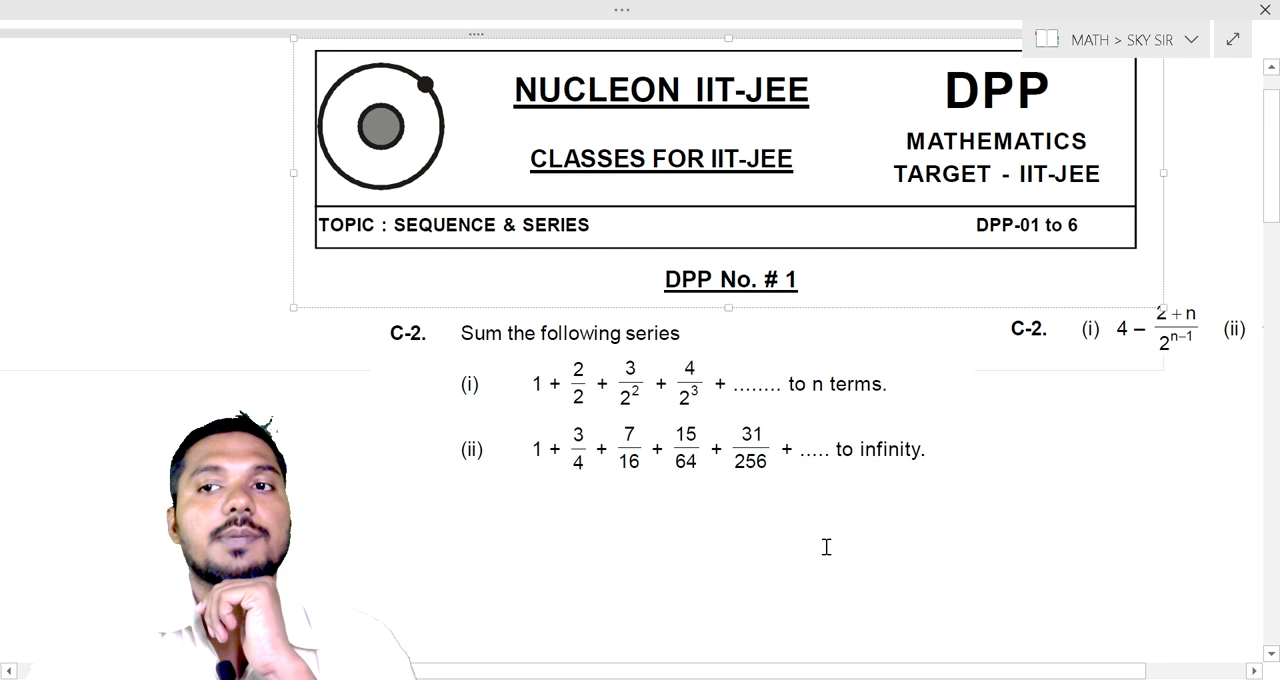 MATH > SKY SIR
NUCLEON IIT-JEE
CLASSES FOR IIT-JEE
DPP
MATHEMATICS
TARGET - IIT-JEE
TOPIC : SEQUENCE & SERIES
DPP-01 to 6
DPP No. # 1
C-2. Sum the following series
(i) 1 + 2/2 + 3/2² + 4/2³ + ........ to n terms.
(ii) 1 + 3/4 + 7/16 + 15/64 + 31/256 + ..... to infinity.
C-2. (i) 4 – (2 + n)/2ⁿ⁻¹ (ii)